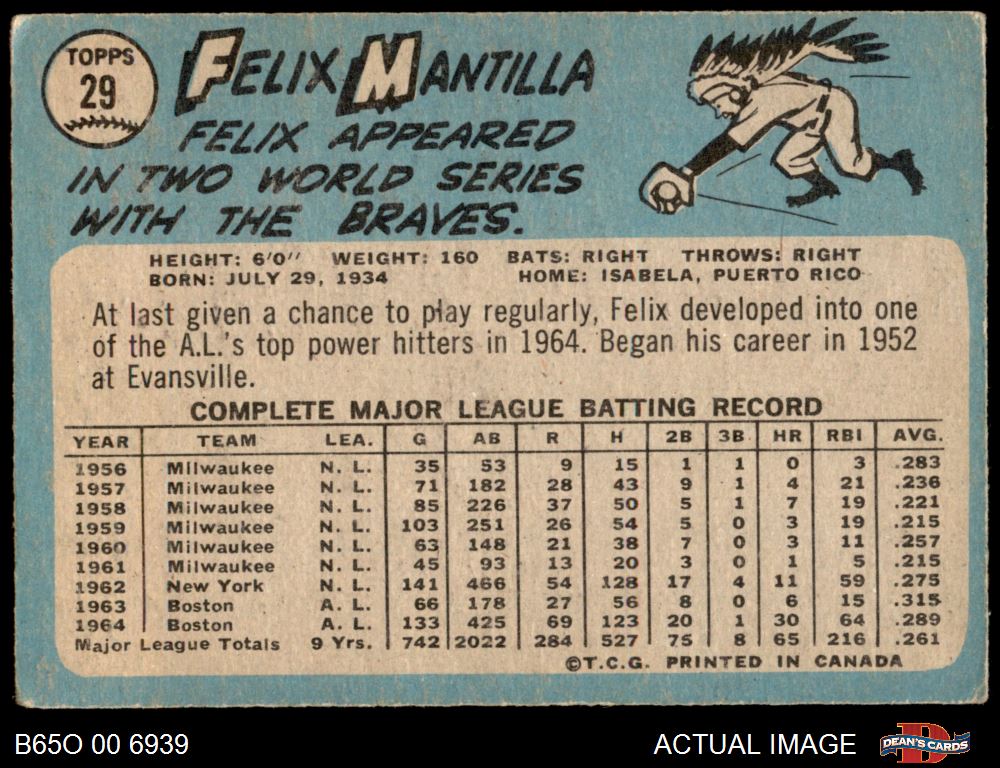 TOPPS
29
FELIX MANTILLA
FELIX APPEARED
IN TWO WORLD SERIES
WITH THE BRAVES.
HEIGHT: 6'0" WEIGHT: 160 BATS: RIGHT THROWS: RIGHT
BORN: JULY 29, 1934 HOME: ISABELA, PUERTO RICO
At last given a chance to play regularly, Felix developed into one
of the A.L.'s top power hitters in 1964. Began his career in 1952
at Evansville.
COMPLETE MAJOR LEAGUE BATTING RECORD
YEAR TEAM LEA. G AB R H 2B 3B HR RBI AVG.
1956 Milwaukee N. L. 35 53 9 15 1 1 0 3 .283
1957 Milwaukee N. L. 71 182 28 43 9 1 4 21 .236
1958 Milwaukee N. L. 85 226 37 50 5 1 7 19 .221
1959 Milwaukee N. L. 103 251 26 54 5 0 3 19 .215
1960 Milwaukee N. L. 63 148 21 38 7 0 3 11 .257
1961 Milwaukee N. L. 45 93 13 20 3 0 1 5 .215
1962 New York N. L. 141 466 54 128 17 4 11 59 .275
1963 Boston A. L. 66 178 27 56 8 0 6 15 .315
1964 Boston A. L. 133 425 69 123 20 1 30 64 .289
Major League Totals 9 Yrs. 742 2022 284 527 75 8 65 216 .261
©T.C.G. PRINTED IN CANADA
B65O 00 6939
ACTUAL IMAGE
D
DEAN'S CARDS